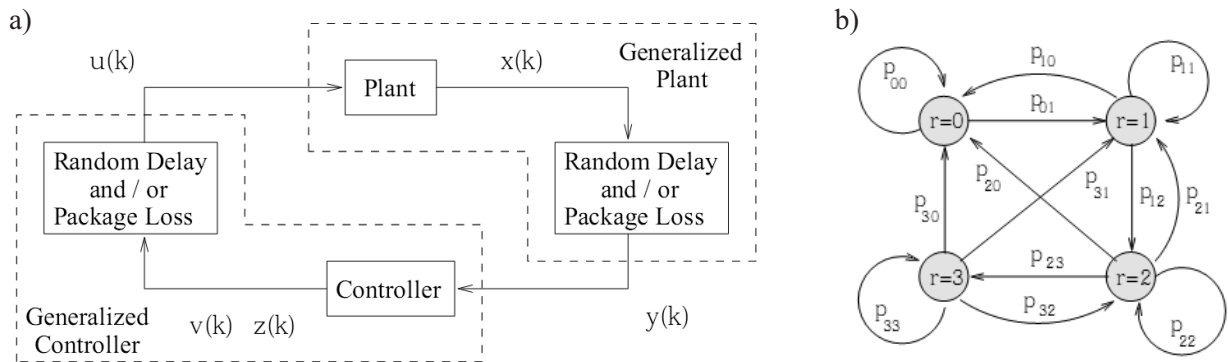 a)
u(k)
x(k)
Generalized
Plant
Plant
Random Delay
and / or
Package Loss
Random Delay
and / or
Package Loss
Controller
Generalized
Controller
v(k) z(k)
y(k)
b)
p00
p10
p11
r=0
p01
r=1
p20
p31
p12
p21
p30
r=3
p23
r=2
p33
p32
p22